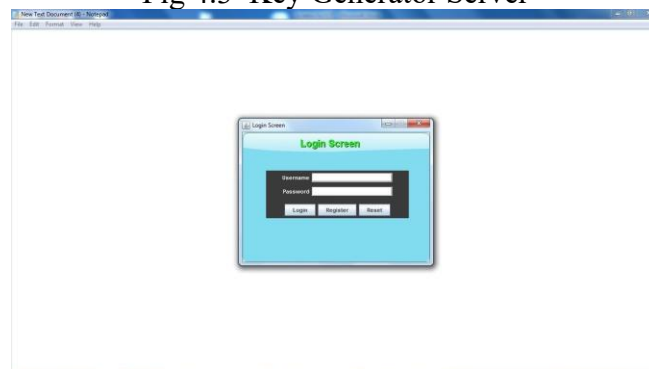 Fig 4.3 Key Generator Server
New Text Document (8) - Notepad
File Edit Format View Help
Login Screen
Login Screen
Username
Password
Login Register Reset